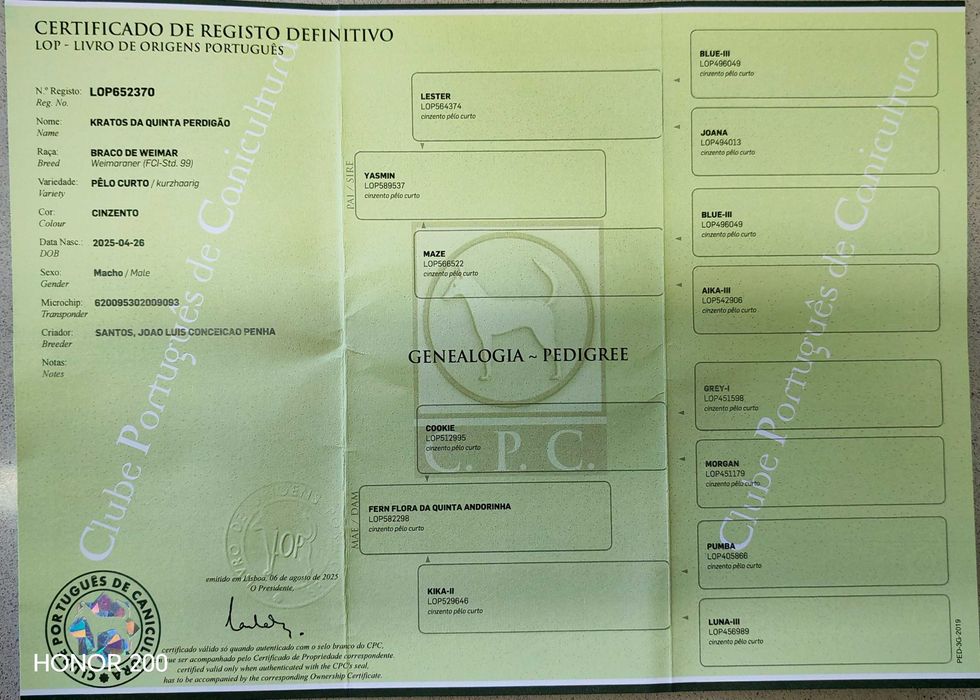 CERTIFICADO DE REGISTO DEFINITIVO
LOP - LIVRO DE ORIGENS PORTUGUÊS
N.º Registo: LOP652370
Reg. No.
Nome: KRATOS DA QUINTA PERDIGÃO
Name
Raça: BRACO DE WEIMAR
Breed Weimaraner (FCI-Std. 99)
Variedade: PÊLO CURTO / kurzhaarig
Variety
Cor: CINZENTO
Colour
Data Nasc.: 2025-04-26
DOB
Sexo: Macho / Male
Gender
Microchip: 620095302009093
Transponder
Criador: SANTOS, JOAO LUIS CONCEICAO PENHA
Breeder
Notas:
Notes
Clube Português de Canicultura
LOP
emitido em Lisboa, 06 de agosto de 2025
O Presidente,
PORTUGUÊS DE CANICULTURA
certificado válido só quando autenticado com o selo branco do CPC,
que ser acompanhado pelo Certificado de Propriedade correspondente.
certified valid only when authenticated with the CPC's seal,
has to be accompanied by the corresponding Ownership Certificate.
HONOR 200
LESTER
LOP564374
cinzento pêlo curto
PAI / SIRE
YASMIN
LOP589537
cinzento pêlo curto
MAZE
LOP566522
cinzento pêlo curto
GENEALOGIA ~ PEDIGREE
COOKIE
LOP512995
cinzento pêlo curto
C. P. C.
MÃE / DAM
FERN FLORA DA QUINTA ANDORINHA
LOP582298
cinzento pêlo curto
KIKA-II
LOP529646
cinzento pêlo curto
BLUE-III
LOP496049
cinzento pêlo curto
JOANA
LOP494013
cinzento pêlo curto
BLUE-III
LOP496049
cinzento pêlo curto
AIKA-III
LOP542906
cinzento pêlo curto
GREY-I
LOP451598
cinzento pêlo curto
MORGAN
LOP451179
cinzento pêlo curto
PUMBA
LOP405866
cinzento pêlo curto
LUNA-III
LOP456989
cinzento pêlo curto
Clube Português de Canicultura
PED-3G-2019